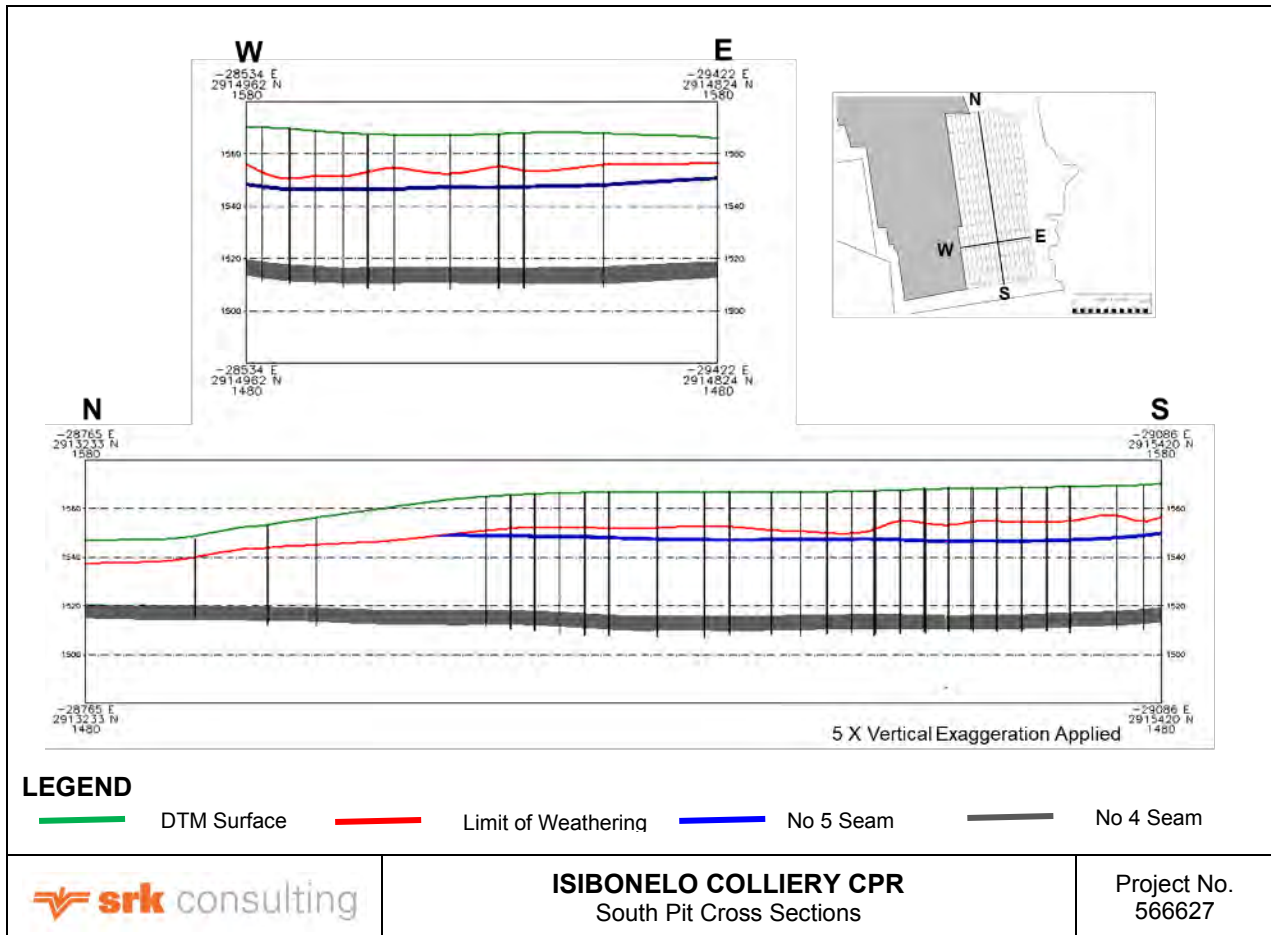 W
E
-28534 E
2914962 N
1580
-29422 E
2914824 N
1580
1560
1560
1540
1540
1520
1520
1500
1500
-28534 E
2914962 N
1480
-29422 E
2914824 N
1480
N
W
E
S
N
S
-28765 E
2913233 N
1580
-29086 E
2915420 N
1580
1560
1560
1540
1540
1520
1520
1500
1500
-28765 E
2913233 N
1480
-29086 E
2915420 N
1480
5 X Vertical Exaggeration Applied
LEGEND
DTM Surface
Limit of Weathering
No 5 Seam
No 4 Seam
srk consulting
ISIBONELO COLLIERY CPR
South Pit Cross Sections
Project No.
566627